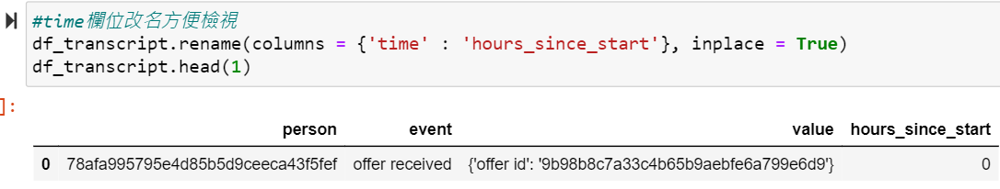 #time欄位改名方便檢視
df_transcript.rename(columns = {'time' : 'hours_since_start'}, inplace = True)
df_transcript.head(1)
]:
person event value hours_since_start
0 78afa995795e4d85b5d9ceeca43f5fef offer received {'offer id': '9b98b8c7a33c4b65b9aebfe6a799e6d9'} 0